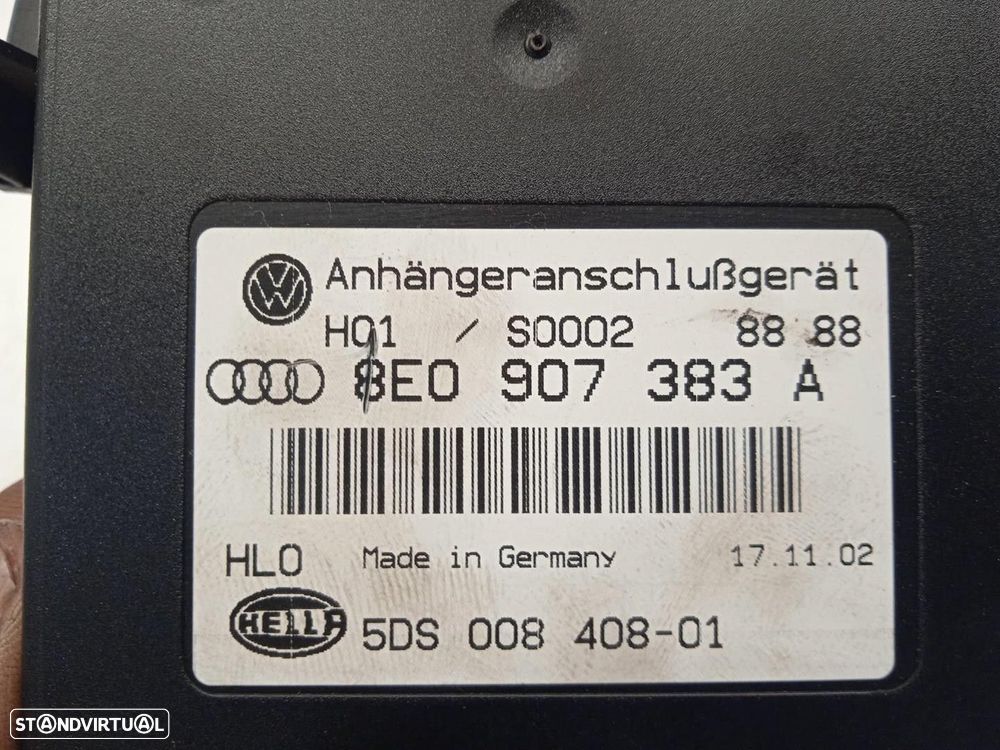 Anhängeranschlußgerät
H01 / S0002 88 88
8E0 907 383 A
HLO Made in Germany 17.11.02
HELLA 5DS 008 408-01
STANDVIRTUAL